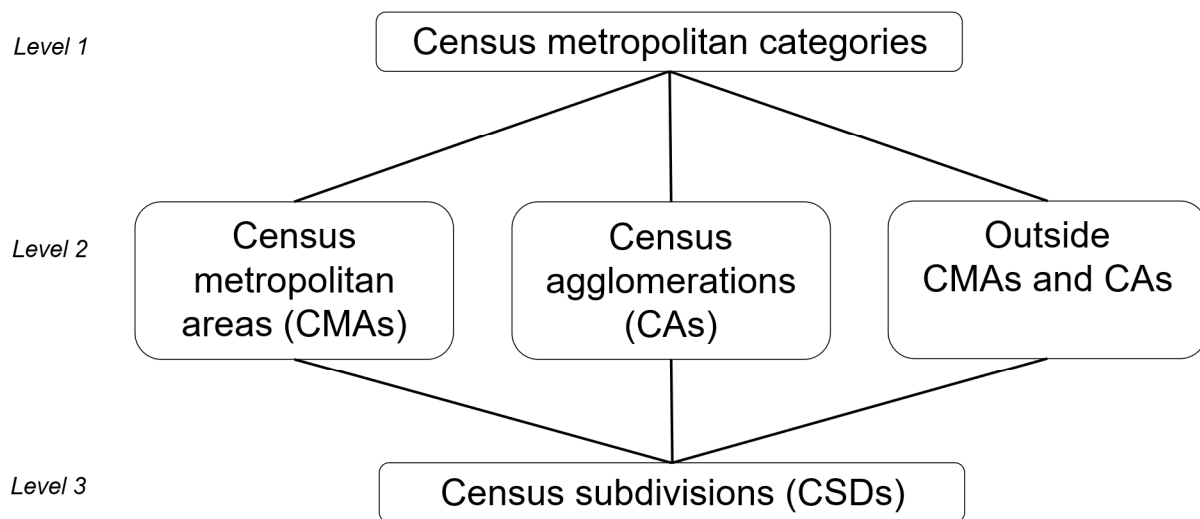 Level 1
Census metropolitan categories
Level 2
Census
metropolitan
areas (CMAs)
Census
agglomerations
(CAs)
Outside
CMAs and CAs
Level 3
Census subdivisions (CSDs)